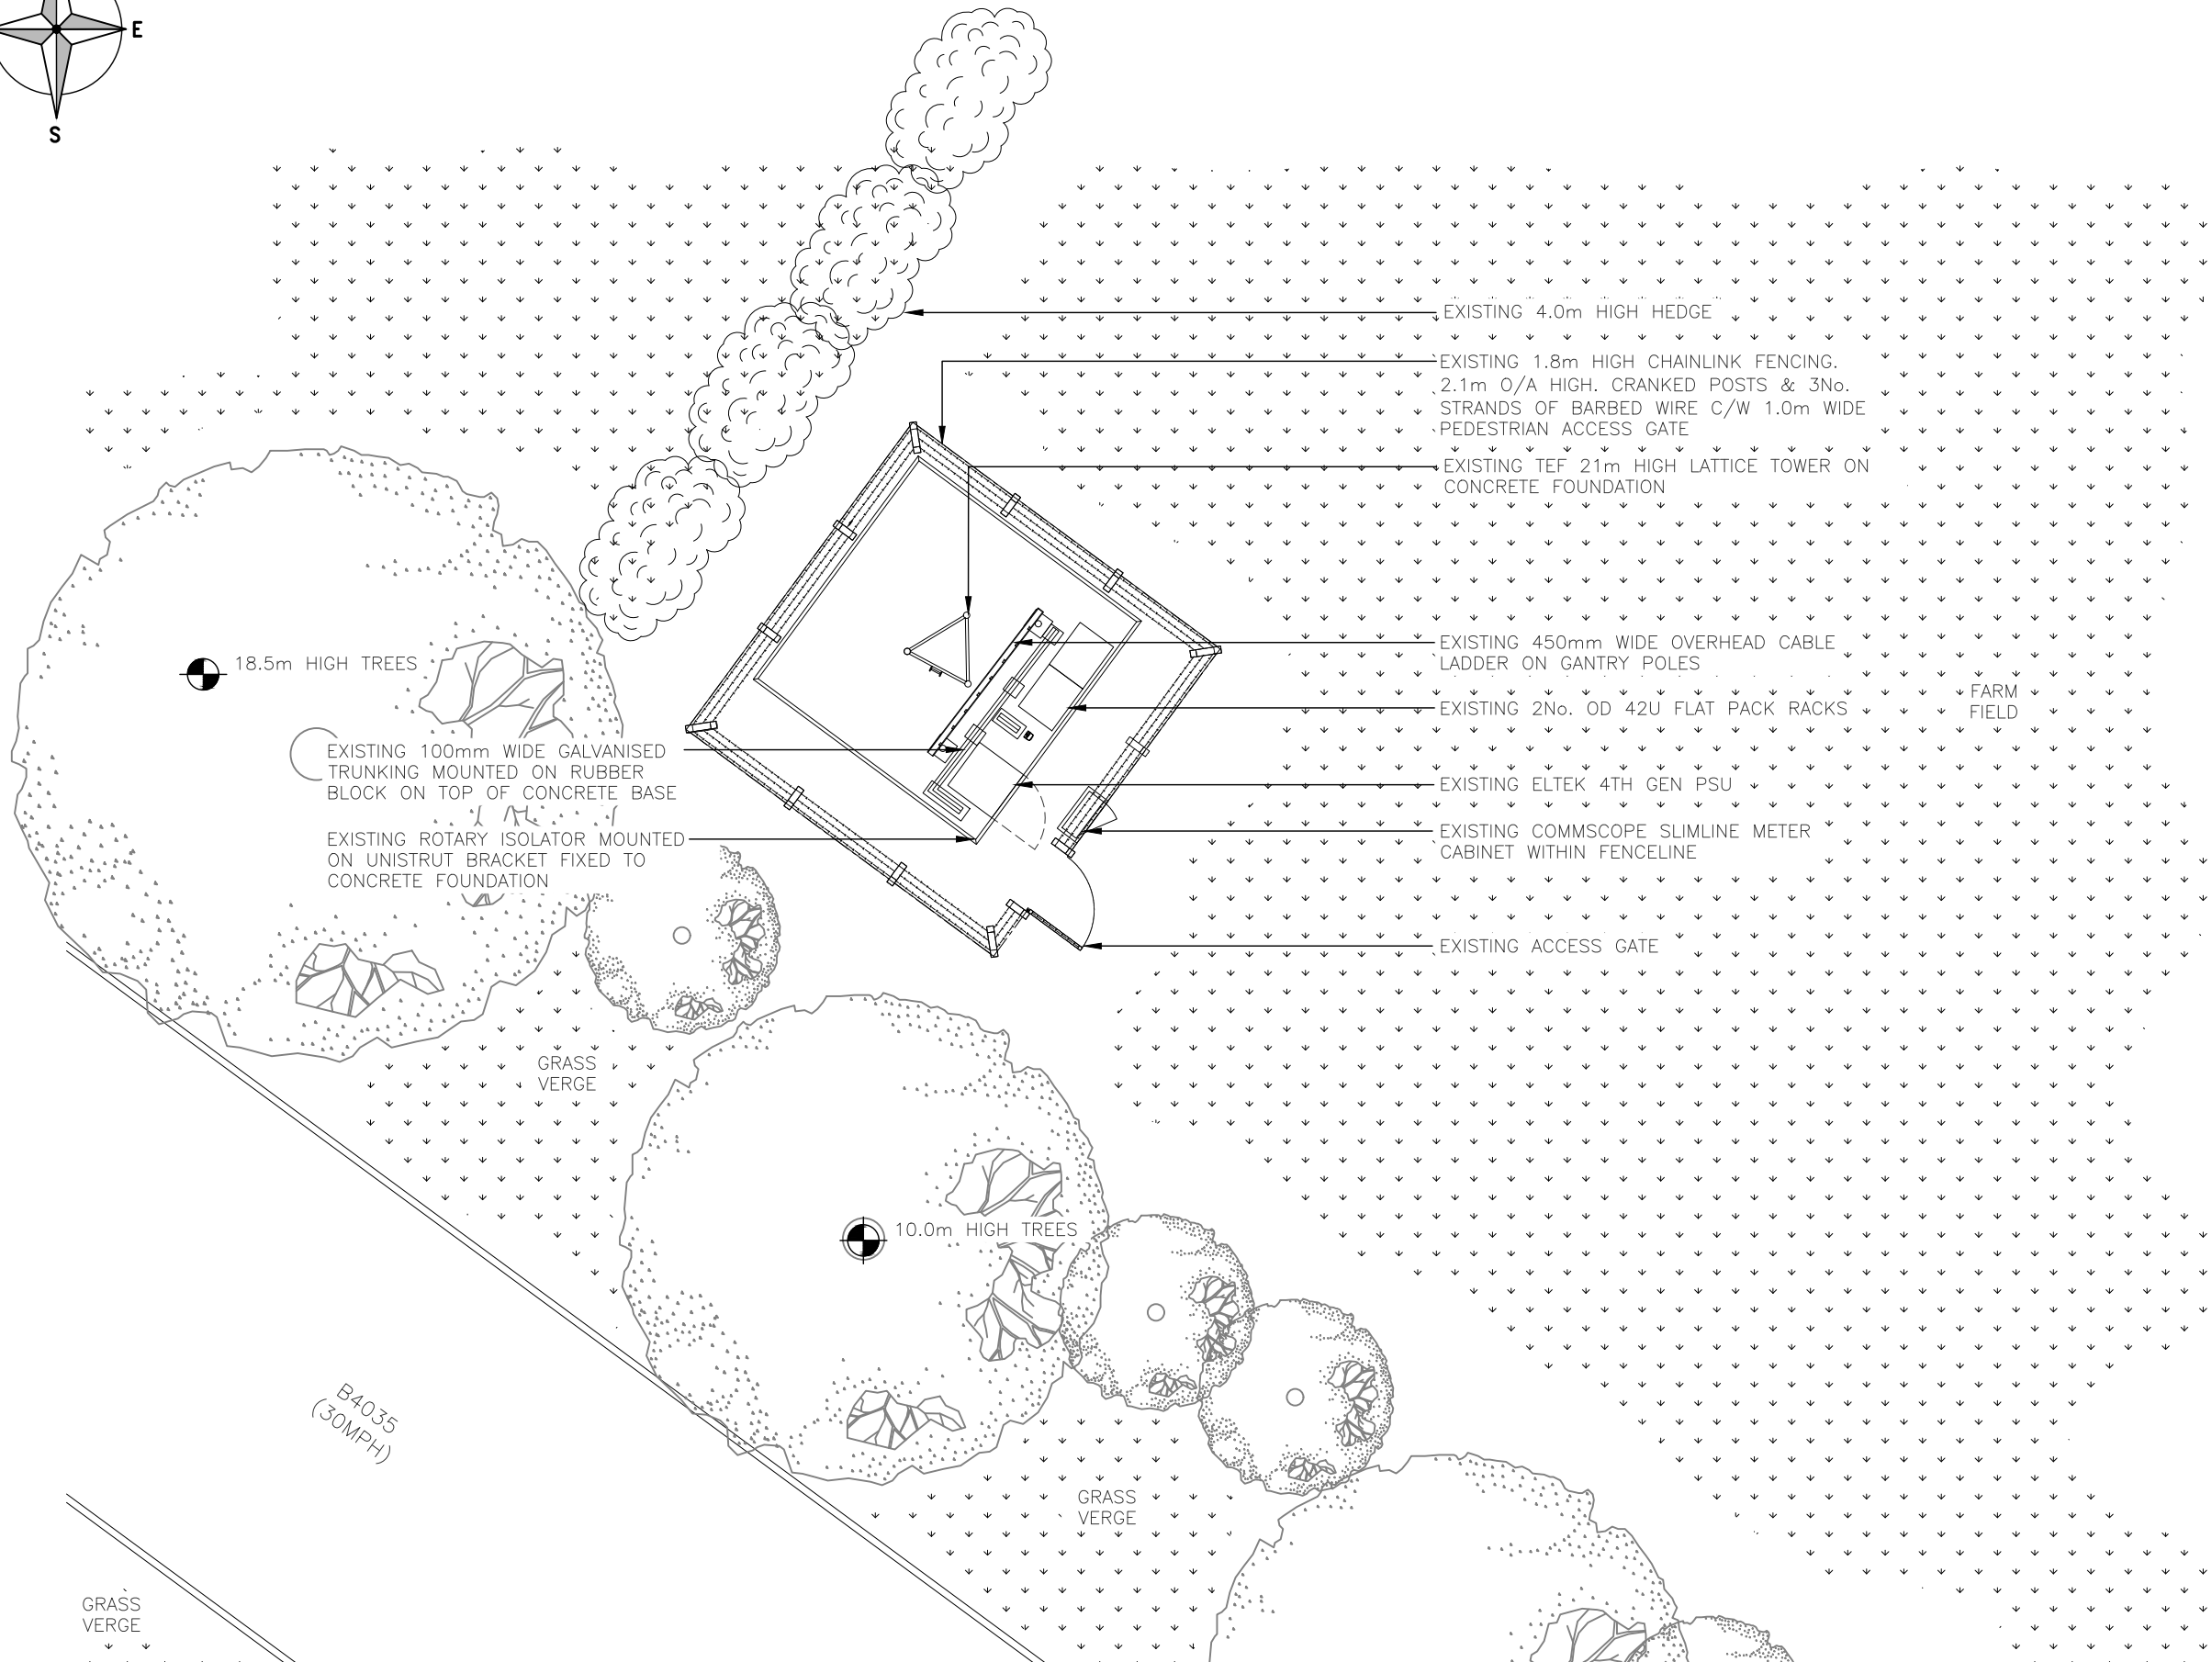 E
S
EXISTING 4.0m HIGH HEDGE
EXISTING 1.8m HIGH CHAINLINK FENCING.
2.1m O/A HIGH. CRANKED POSTS & 3No.
STRANDS OF BARBED WIRE C/W 1.0m WIDE
PEDESTRIAN ACCESS GATE
EXISTING TEF 21m HIGH LATTICE TOWER ON
CONCRETE FOUNDATION
EXISTING 450mm WIDE OVERHEAD CABLE
LADDER ON GANTRY POLES
18.5m HIGH TREES
EXISTING 2No. OD 42U FLAT PACK RACKS
FARM
FIELD
EXISTING 100mm WIDE GALVANISED
TRUNKING MOUNTED ON RUBBER
BLOCK ON TOP OF CONCRETE BASE
EXISTING ELTEK 4TH GEN PSU
EXISTING ROTARY ISOLATOR MOUNTED
ON UNISTRUT BRACKET FIXED TO
CONCRETE FOUNDATION
EXISTING COMMSCOPE SLIMLINE METER
CABINET WITHIN FENCELINE
EXISTING ACCESS GATE
GRASS
VERGE
10.0m HIGH TREES
B4035
(30MPH)
GRASS
VERGE
GRASS
VERGE